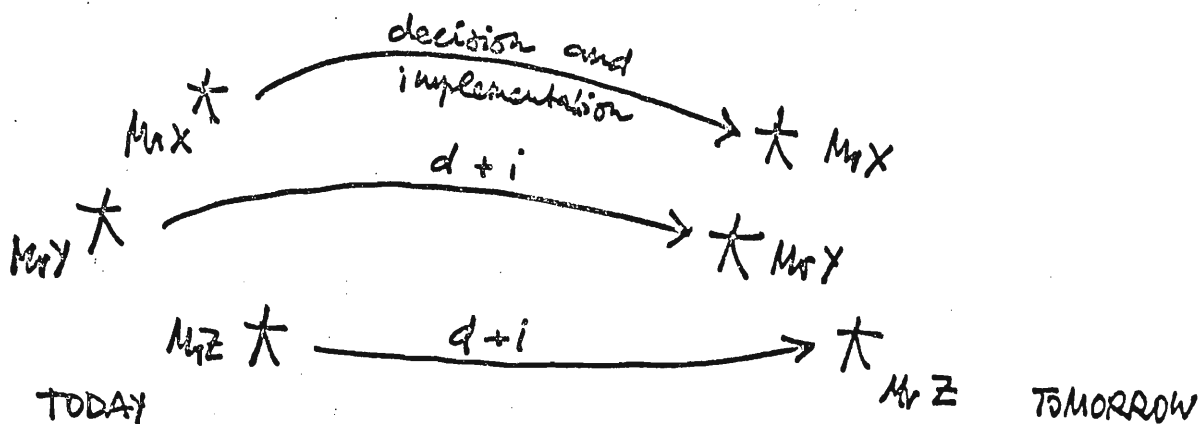 decision and
implementation
Mr X
Mr X
d + i
Mr Y
Mr Y
d + i
Mr Z
Mr Z
TODAY
TOMORROW